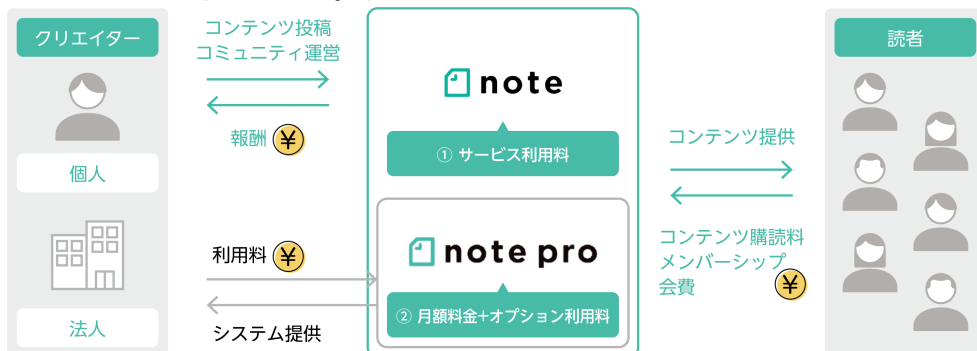 クリエイター
個人
法人
コンテンツ投稿
コミュニティ運営
報酬 ¥
利用料 ¥
システム提供
note
① サービス利用料
note pro
② 月額料金+オプション利用料
コンテンツ提供
コンテンツ購読料
メンバーシップ
会費 ¥
読者